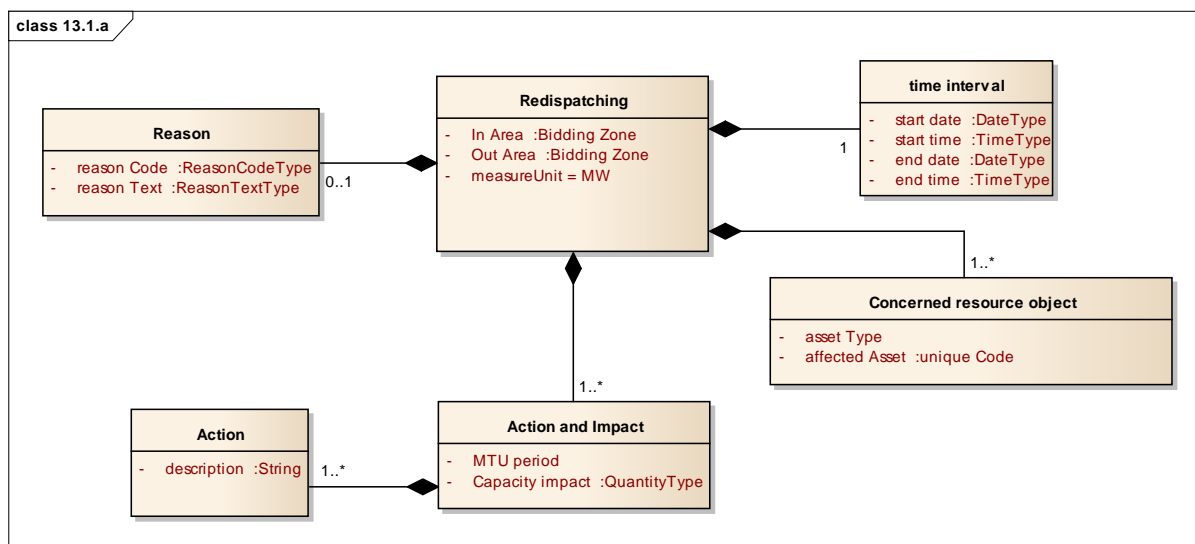 class 13.1.a
Redispatching
- In Area :Bidding Zone
- Out Area :Bidding Zone
- measureUnit = MW
time interval
- start date :DateType
- start time :TimeType
- end date :DateType
- end time :TimeType
1
Reason
- reason Code :ReasonCodeType
- reason Text :ReasonTextType
0..1
1..*
Concerned resource object
- asset Type
- affected Asset :unique Code
1..*
Action and Impact
- MTU period
- Capacity impact :QuantityType
Action
- description :String
1..*